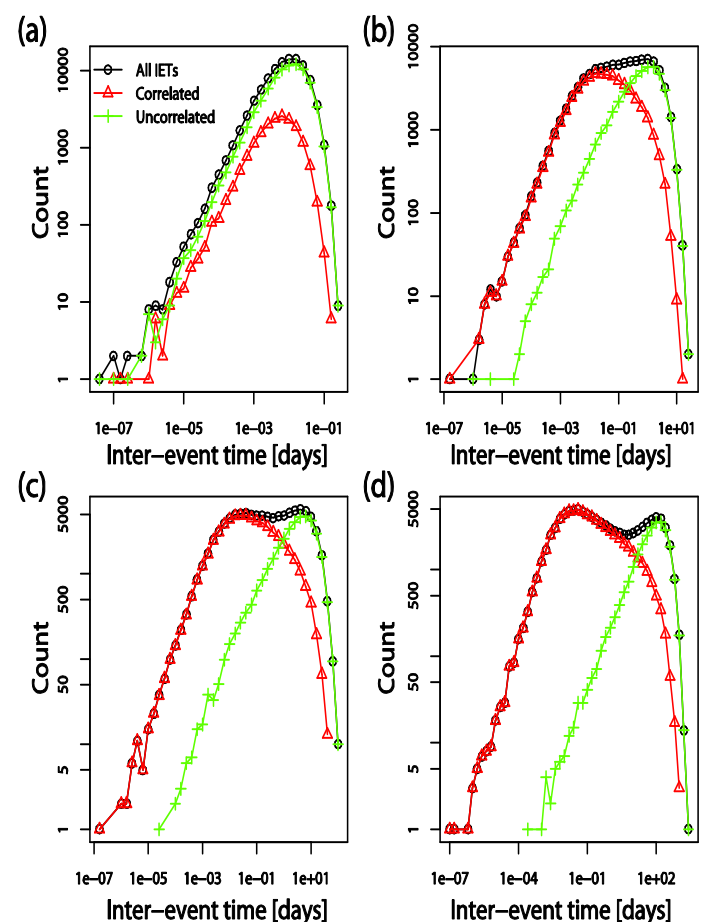 (a)
All IETs
Correlated
Uncorrelated
Count
1 10 100 1000 10000
1e−07 1e−05 1e−03 1e−01
Inter−event time [days]
(b)
Count
1 10 100 1000 10000
1e−07 1e−05 1e−03 1e−01 1e+01
Inter−event time [days]
(c)
Count
1 5 50 500 5000
1e−07 1e−05 1e−03 1e−01 1e+01
Inter−event time [days]
(d)
Count
1 5 50 500 5000
1e−07 1e−04 1e−01 1e+02
Inter−event time [days]